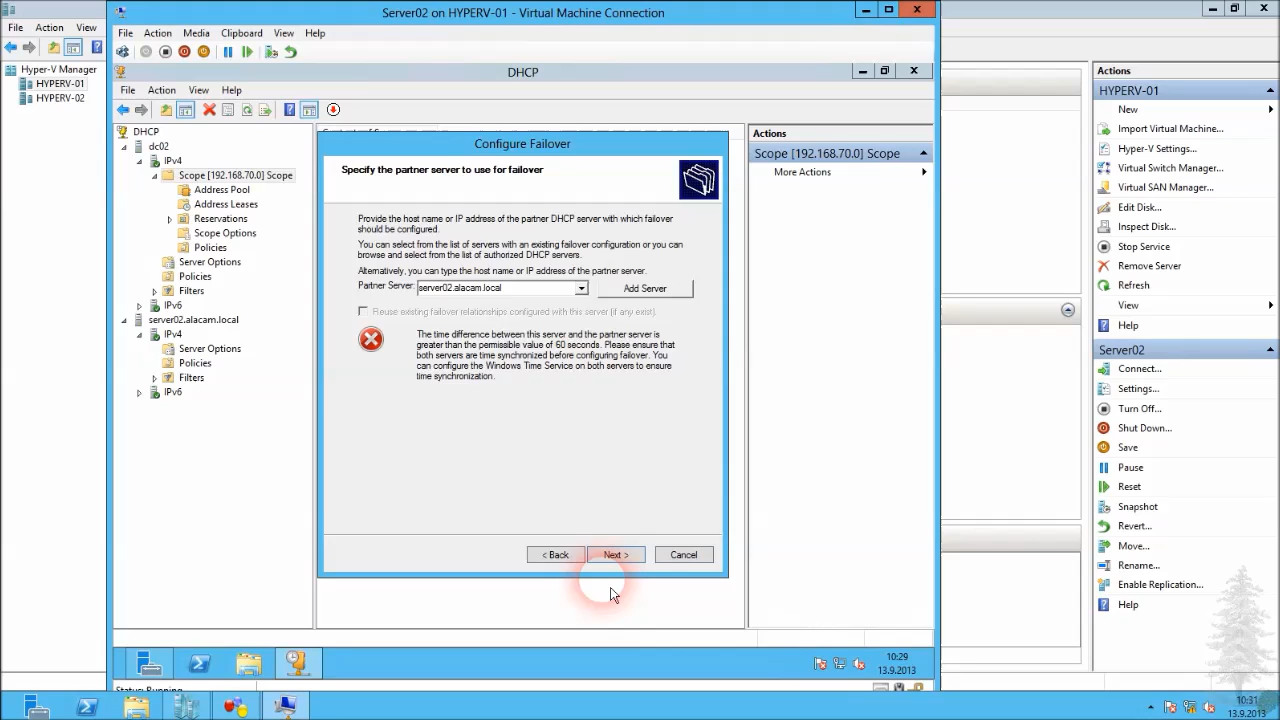 Server02 on HYPERV-01 - Virtual Machine Connection
File Action View
File Action Media Clipboard View Help
Hyper-V Manager
HYPERV-01
HYPERV-02
DHCP
File Action View Help
DHCP
dc02
IPv4
Scope [192.168.70.0] Scope
Address Pool
Address Leases
Reservations
Scope Options
Policies
Server Options
Policies
Filters
IPv6
server02.alacam.local
IPv4
Server Options
Policies
Filters
IPv6
Configure Failover
Specify the partner server to use for failover
Provide the host name or IP address of the partner DHCP server with which failover
should be configured.
You can select from the list of servers with an existing failover configuration or you can
browse and select from the list of authorized DHCP servers.
Alternatively, you can type the host name or IP address of the partner server.
Partner Server: server02.alacam.local Add Server
Reuse existing failover relationships configured with this server (if any exist).
The time difference between this server and the partner server is
greater than the permissible value of 60 seconds. Please ensure that
both servers are time synchronized before configuring failover. You
can configure the Windows Time Service on both servers to ensure
time synchronization.
< Back Next > Cancel
Actions
Scope [192.168.70.0] Scope
More Actions
10:29
13.9.2013
Status: Running
Actions
HYPERV-01
New
Import Virtual Machine...
Hyper-V Settings...
Virtual Switch Manager...
Virtual SAN Manager...
Edit Disk...
Inspect Disk...
Stop Service
Remove Server
Refresh
View
Help
Server02
Connect...
Settings...
Turn Off...
Shut Down...
Save
Pause
Reset
Snapshot
Revert...
Move...
Rename...
Enable Replication...
Help
10:31
13.9.2013